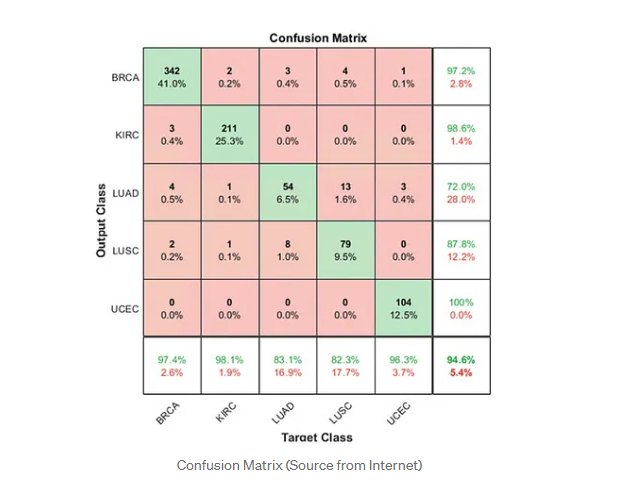 Confusion Matrix
BRCA 342 2 3 4 1 97.2%
41.0% 0.2% 0.4% 0.5% 0.1% 2.8%
KIRC 3 211 0 0 0 98.6%
0.4% 25.3% 0.0% 0.0% 0.0% 1.4%
LUAD 4 1 54 13 3 72.0%
0.5% 0.1% 6.5% 1.6% 0.4% 28.0%
LUSC 2 1 8 79 0 87.8%
0.2% 0.1% 1.0% 9.5% 0.0% 12.2%
UCEC 0 0 0 0 104 100%
0.0% 0.0% 0.0% 0.0% 12.5% 0.0%
97.4% 98.1% 83.1% 82.3% 96.3% 94.6%
2.6% 1.9% 16.9% 17.7% 3.7% 5.4%
BRCA KIRC LUAD LUSC UCEC
Output Class
Target Class
Confusion Matrix (Source from Internet)